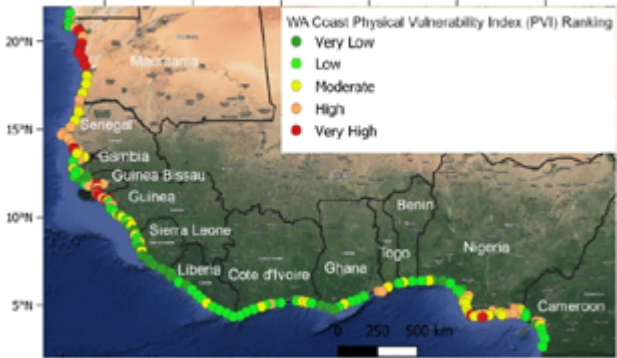 WA Coast Physical Vulnerability Index (PVI) Ranking
Very Low
Low
Moderate
High
Very High
20°N
15°N
10°N
5°N
Mauritania
Senegal
Gambia
Guinea Bissau
Guinea
Sierra Leone
Liberia
Cote d'Ivoire
Ghana
Togo
Benin
Nigeria
Cameroon
0 250 500 km